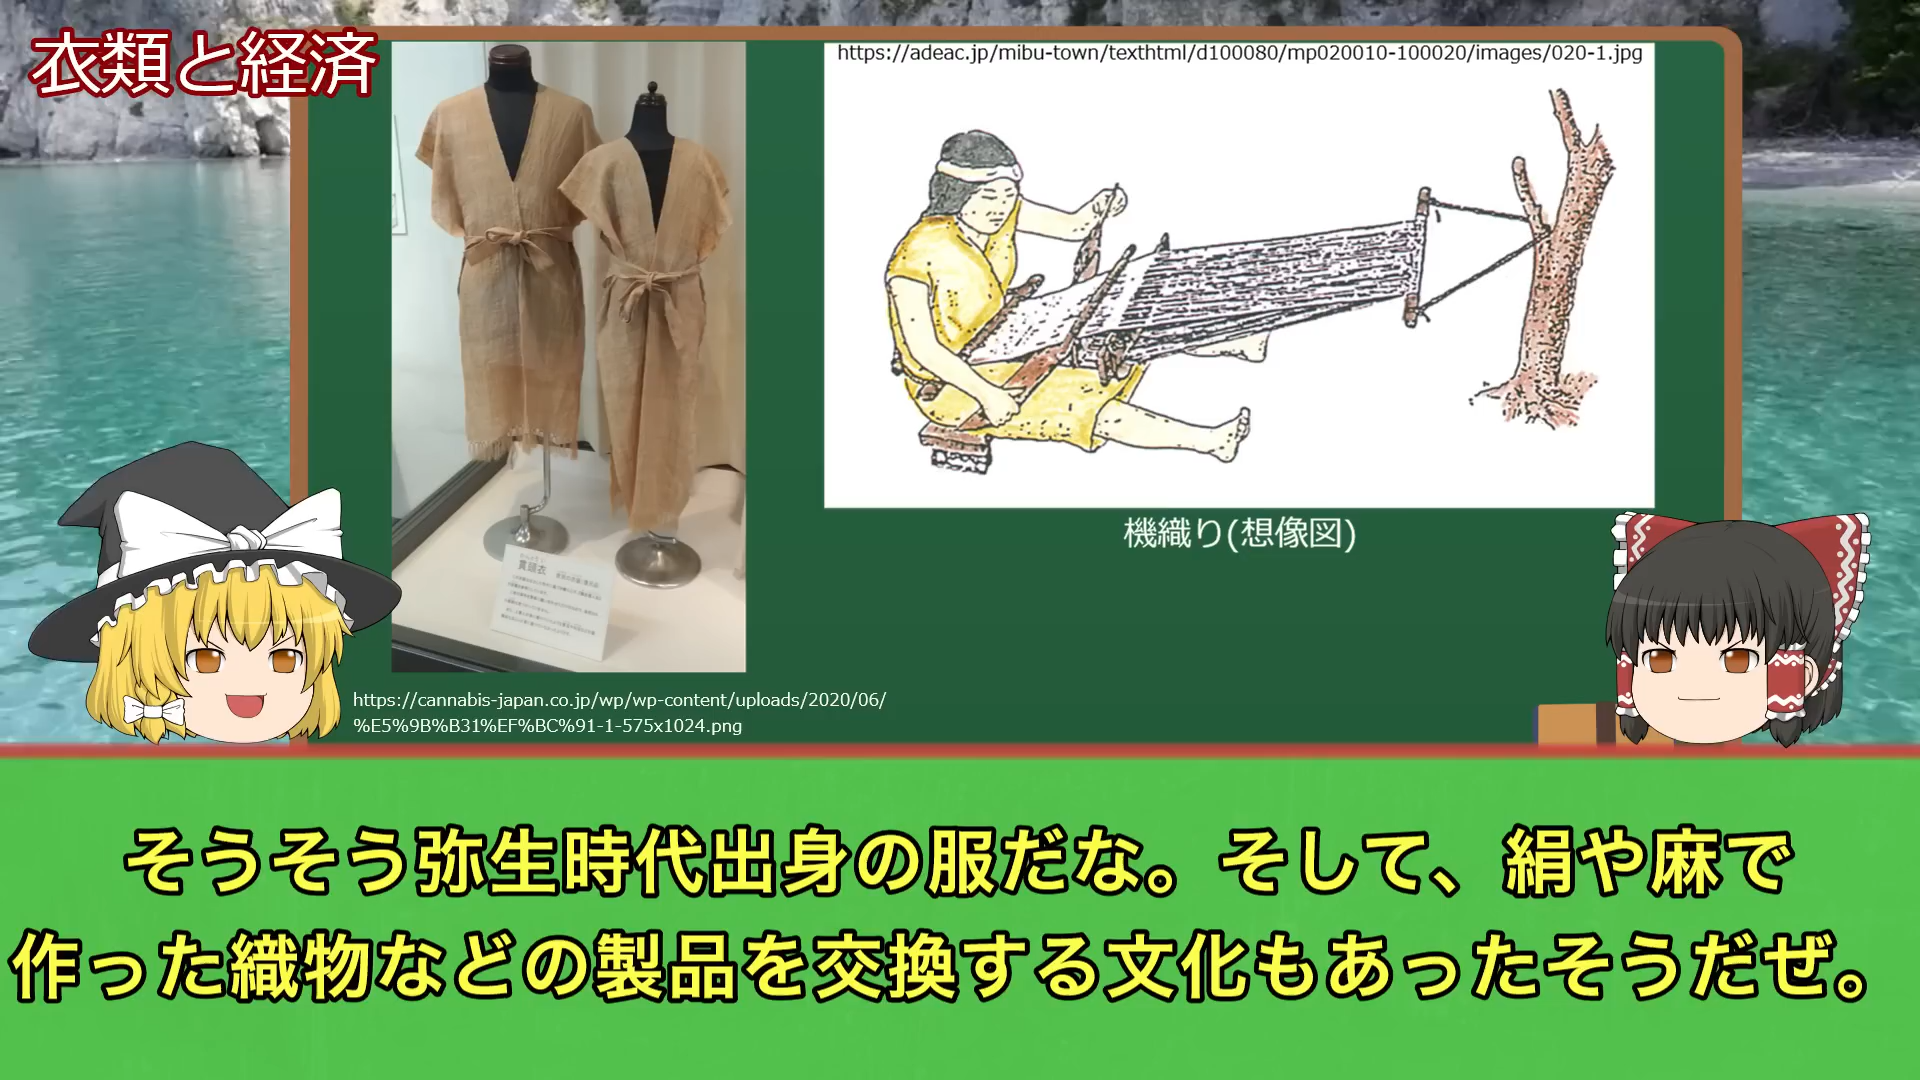 衣類と経済
https://adeac.jp/mibu-town/texthtml/d100080/mp020010-100020/images/020-1.jpg
機織り(想像図)
貫頭衣
https://cannabis-japan.co.jp/wp/wp-content/uploads/2020/06/
%E5%9B%B31%EF%BC%91-1-575x1024.png
そうそう弥生時代出身の服だな。そして、絹や麻で
作った織物などの製品を交換する文化もあったそうだぜ。